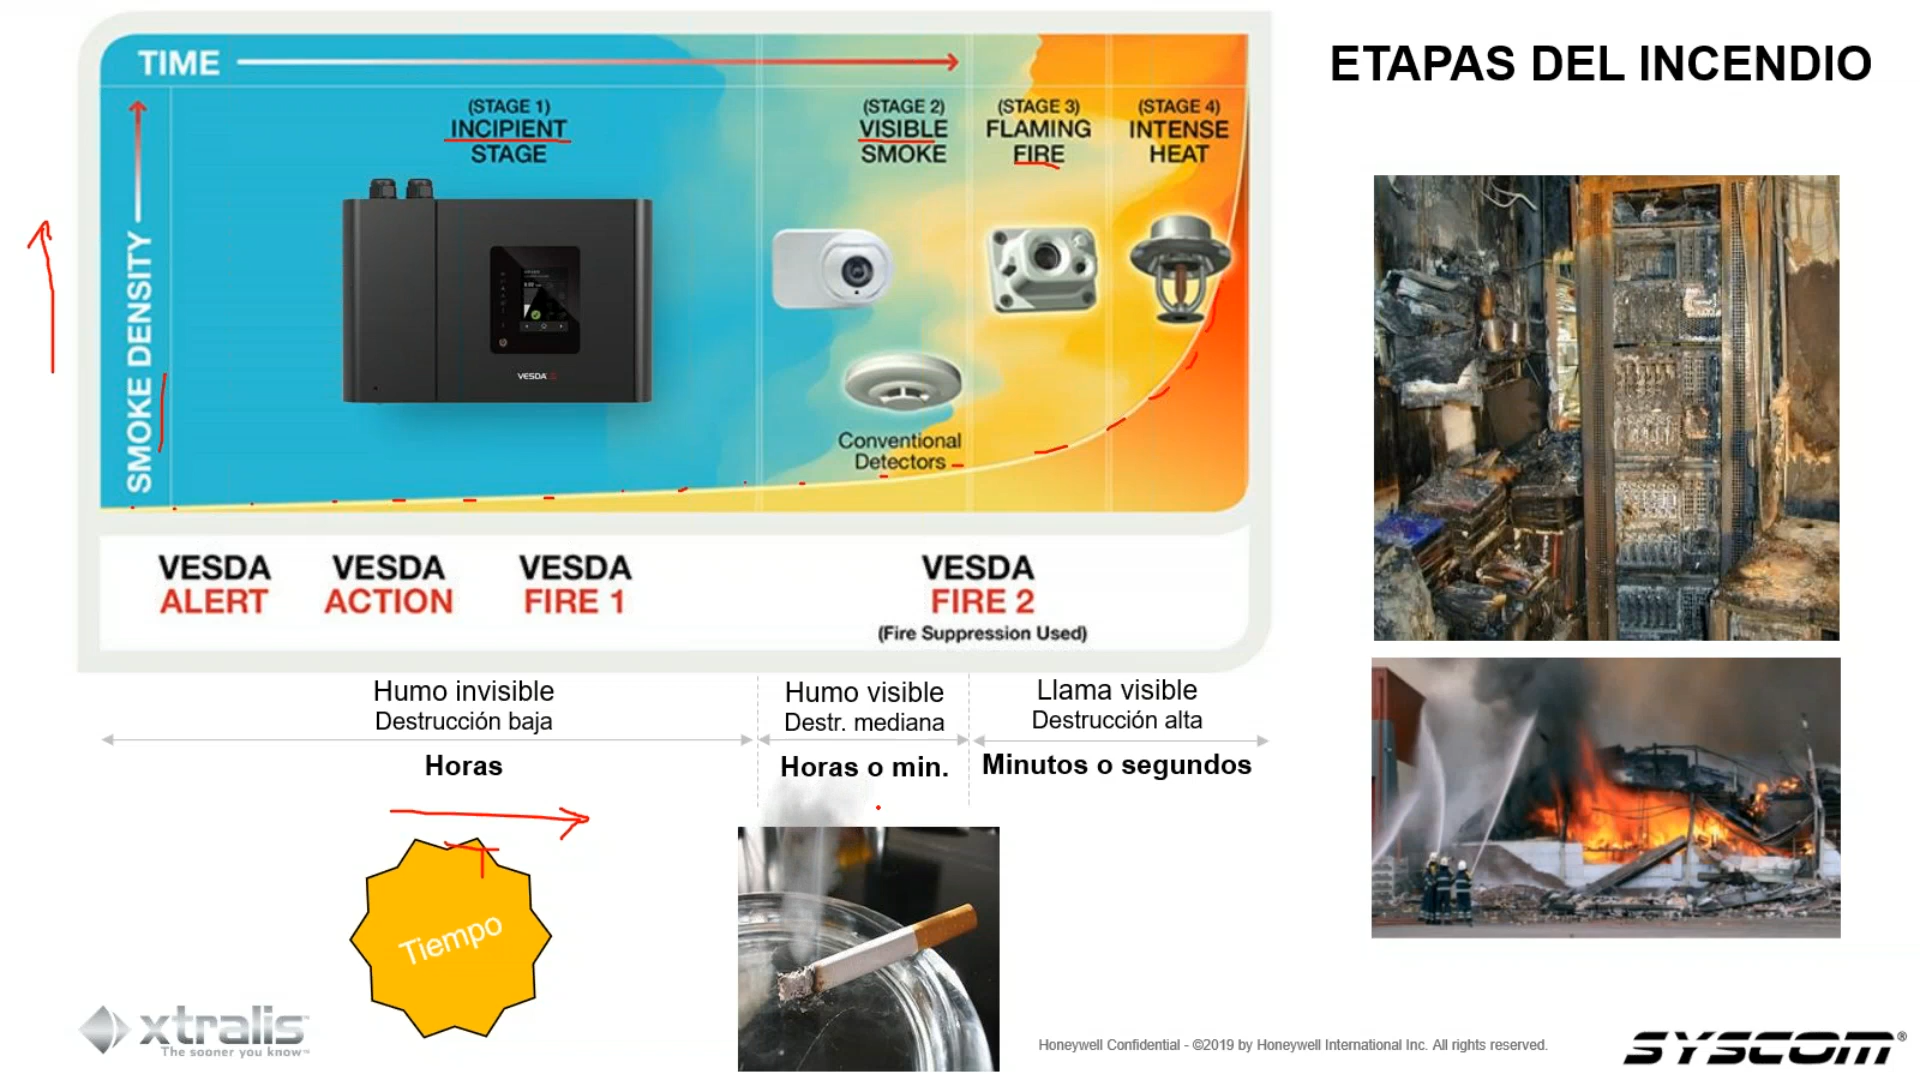 ETAPAS DEL INCENDIO
TIME
SMOKE DENSITY
(STAGE 1)
INCIPIENT
STAGE
(STAGE 2)
VISIBLE
SMOKE
(STAGE 3)
FLAMING
FIRE
(STAGE 4)
INTENSE
HEAT
VESDA
Conventional
Detectors
VESDA
ALERT
VESDA
ACTION
VESDA
FIRE 1
VESDA
FIRE 2
(Fire Suppression Used)
Humo invisible
Destrucción baja
Horas
Humo visible
Destr. mediana
Horas o min.
Llama visible
Destrucción alta
Minutos o segundos
Tiempo
xtralis
The sooner you know™
Honeywell Confidential - ©2019 by Honeywell International Inc. All rights reserved.
SYSCOM®